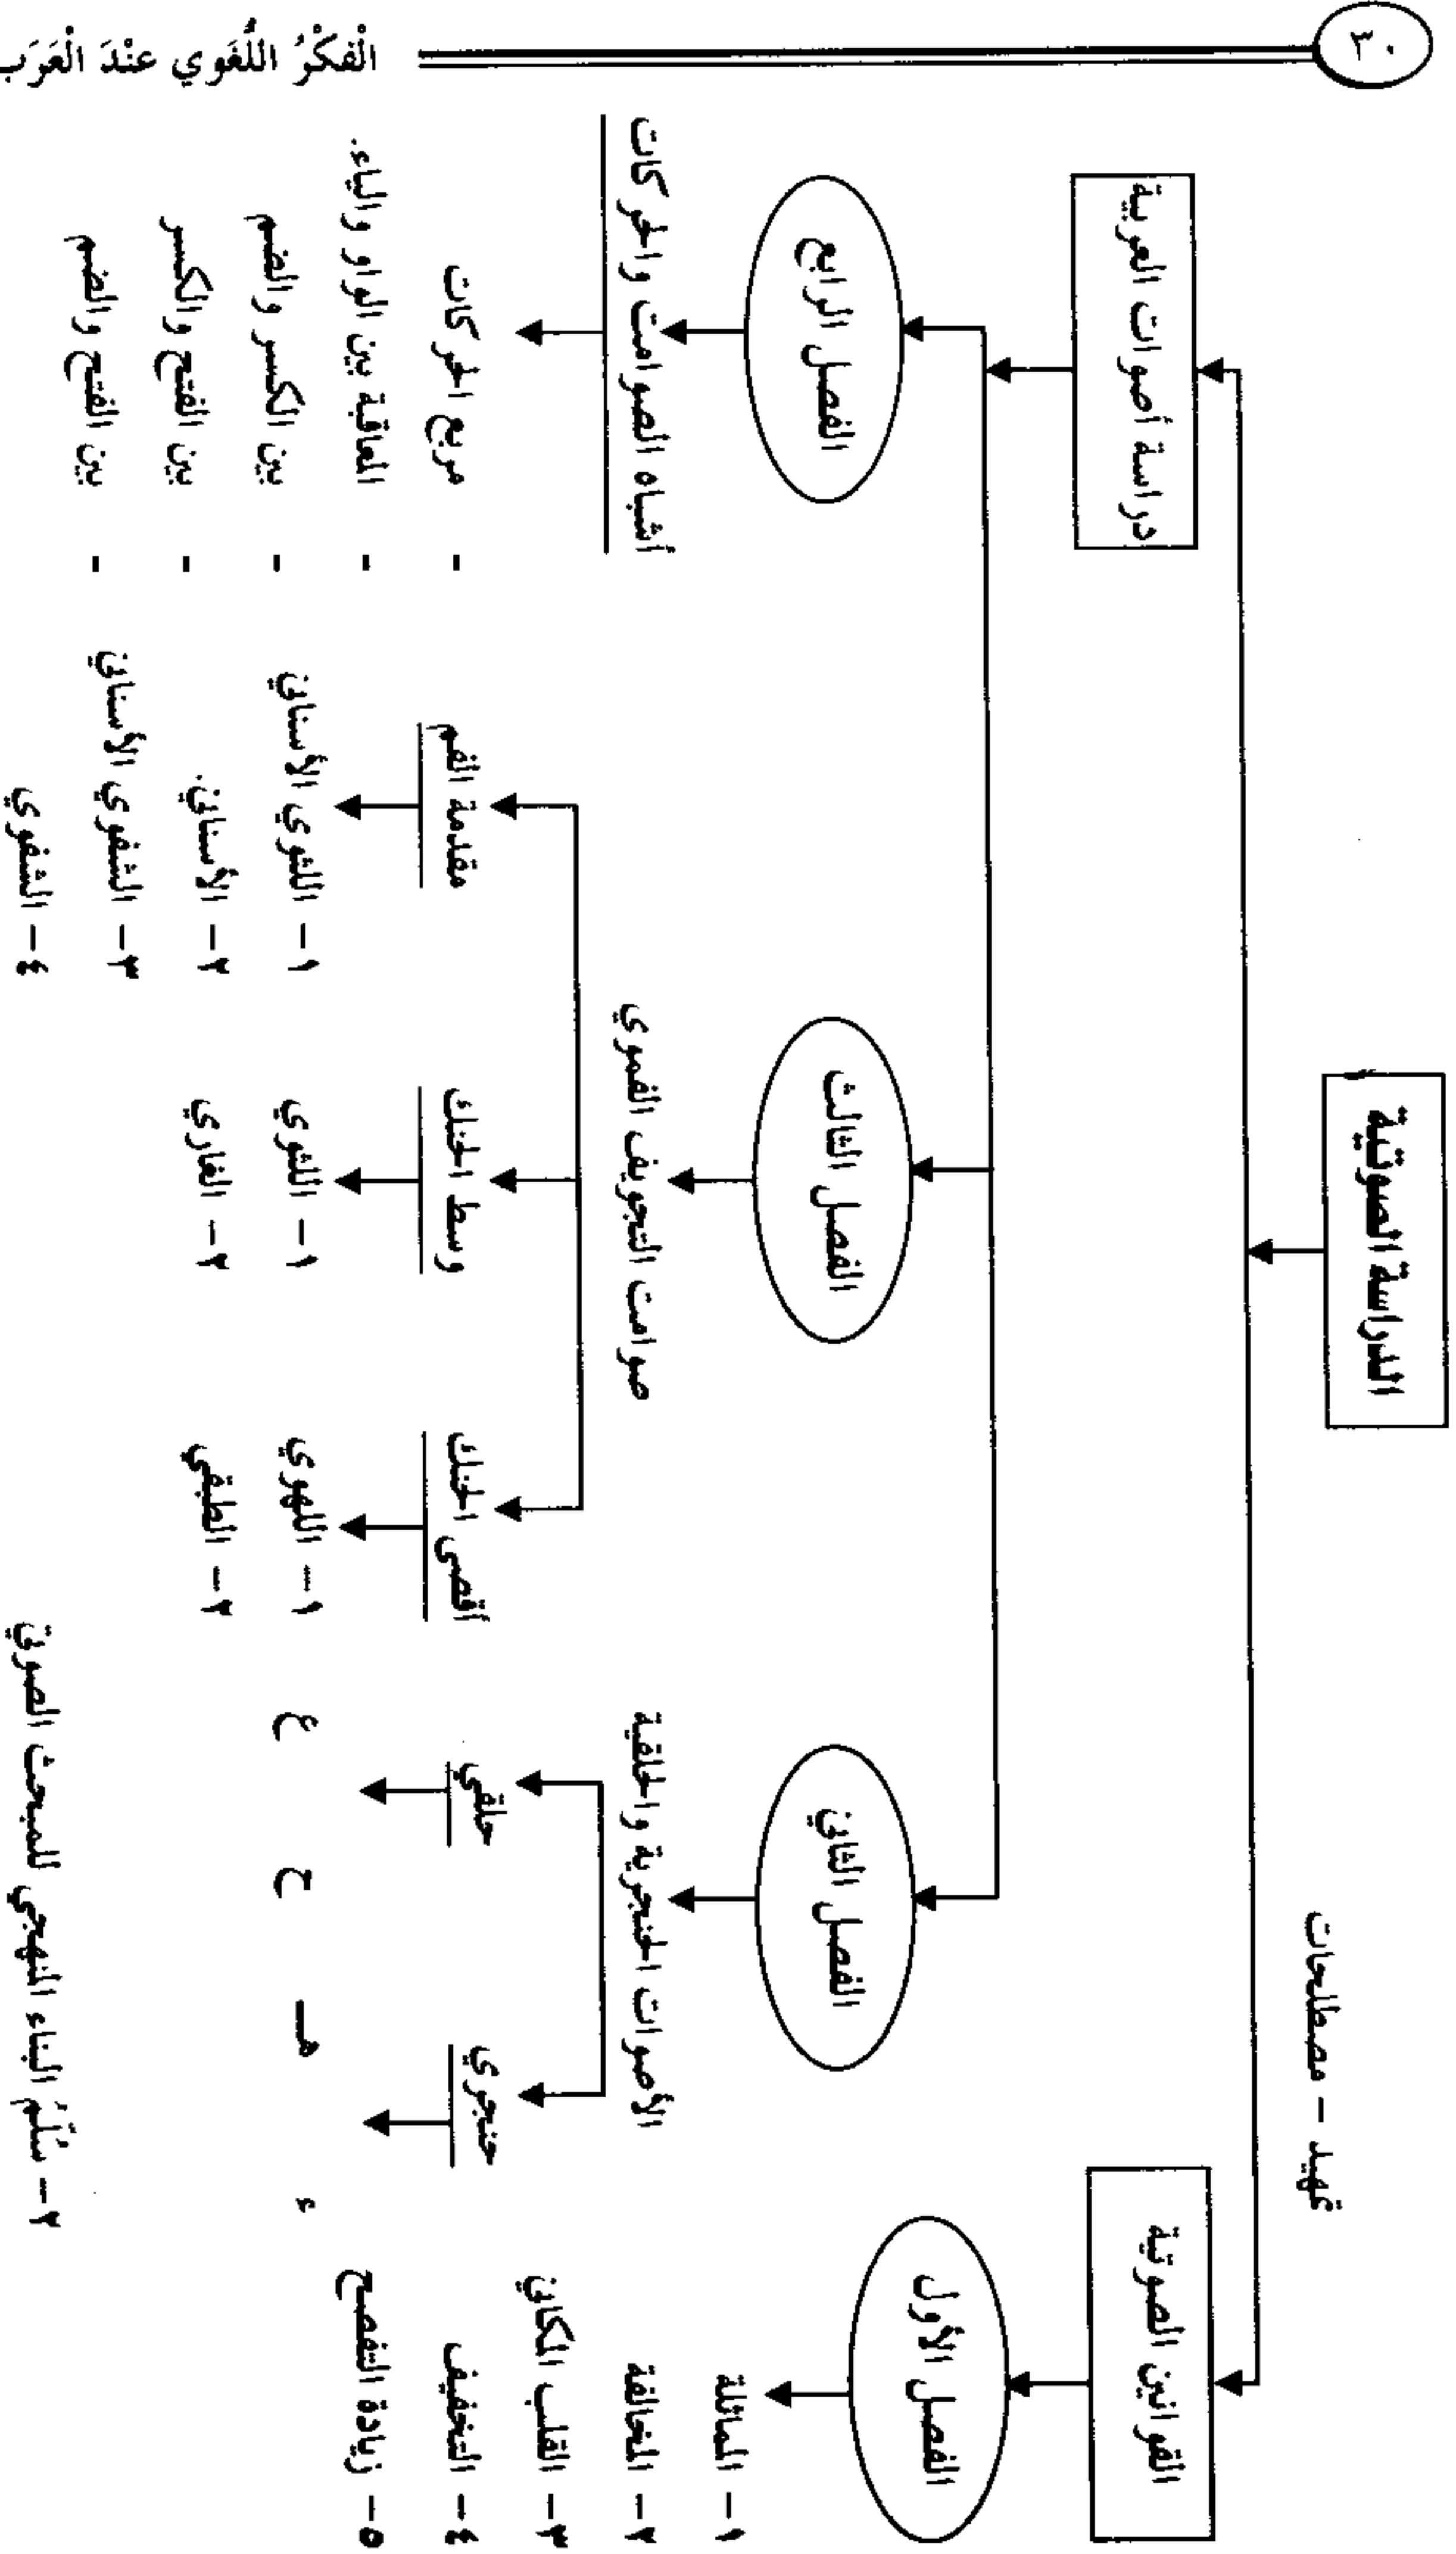 ٣٠
الْفِكْرُ اللُّغَوي عِنْدَ الْعَرَب
الدراسة الصوتية
تمهيد – مصطلحات
القوانين الصوتية
دراسة أصوات العربية
الفصل الأول
١ – المماثلة
٢ – المخالفة
٣ – القلب المكاني
٤ – التخفيف
٥ – زيادة التفصح
الفصل الثاني
الأصوات الحنجرية والحلقية
حنجري
حلقي
ء هـ ح ع
الفصل الثالث
صوامت التجويف الفموي
أقصى الحنك
١ – اللهوي
٢ – الطبقي
وسط الحنك
١ – اللثوي
٢ – الغاري
مقدمة الفم
١ – اللثوي الأسناني
٢ – الأسناني.
٣ – الشفوي الأسناني
٤ – الشفوي
الفصل الرابع
أشباه الصوامت والحركات
- مربع الحركات
- المعاقبة بين الواو والياء.
- بين الكسر والضم
- بين الفتح والكسر
- بين الفتح والضم
٢ – سُلَّمُ البناء المنهجي للمبحث الصوتي